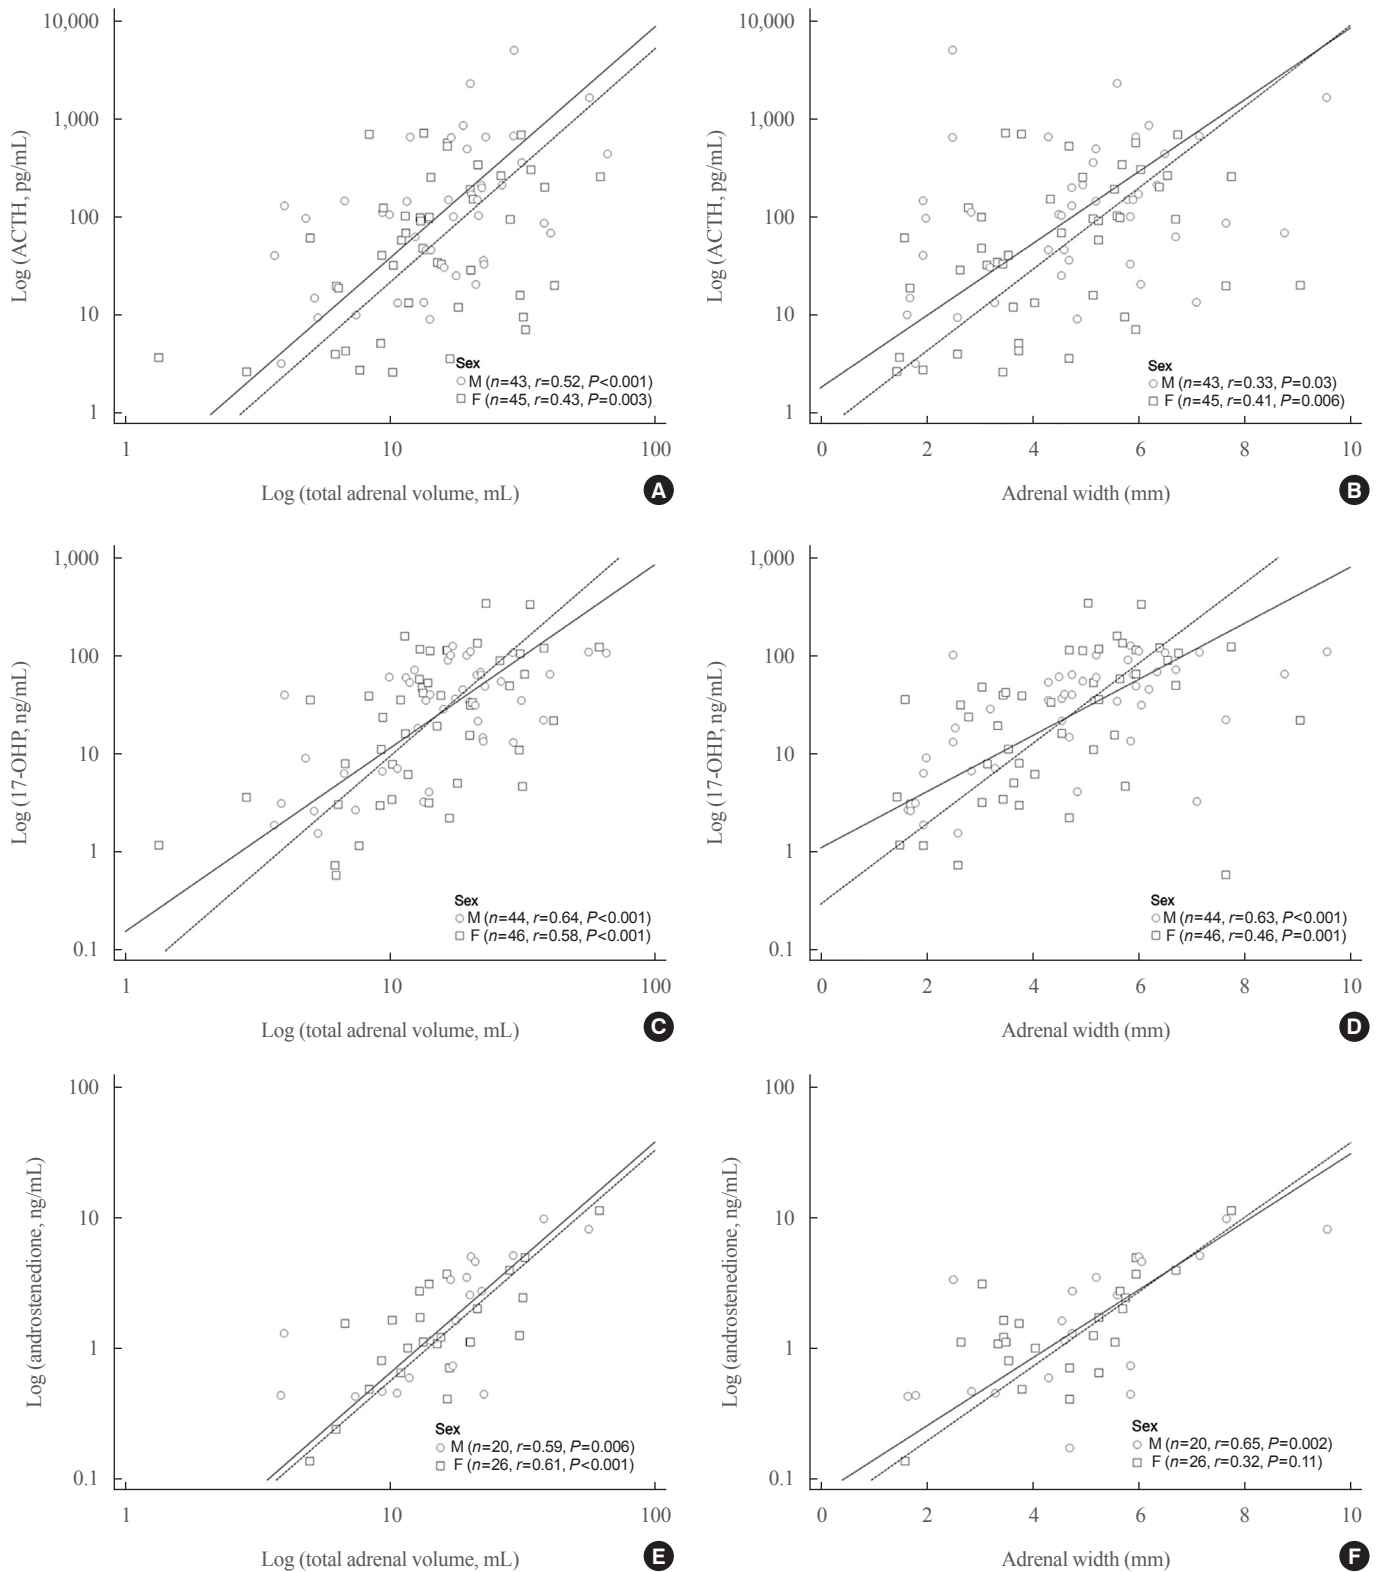 10,000
1,000
100
10
1
Log (ACTH, pg/mL)
Sex
M (n=43, r=0.52, P<0.001)
F (n=45, r=0.43, P=0.003)
1 10 100
Log (total adrenal volume, mL)
A
10,000
1,000
100
10
1
Log (ACTH, pg/mL)
Sex
M (n=43, r=0.33, P=0.03)
F (n=45, r=0.41, P=0.006)
0 2 4 6 8 10
Adrenal width (mm)
B
1,000
100
10
1
0.1
Log (17-OHP, ng/mL)
Sex
M (n=44, r=0.64, P<0.001)
F (n=46, r=0.58, P<0.001)
1 10 100
Log (total adrenal volume, mL)
C
1,000
100
10
1
0.1
Log (17-OHP, ng/mL)
Sex
M (n=44, r=0.63, P<0.001)
F (n=46, r=0.46, P=0.001)
0 2 4 6 8 10
Adrenal width (mm)
D
100
10
1
0.1
Log (androstenedione, ng/mL)
Sex
M (n=20, r=0.59, P=0.006)
F (n=26, r=0.61, P<0.001)
1 10 100
Log (total adrenal volume, mL)
E
100
10
1
0.1
Log (androstenedione, ng/mL)
Sex
M (n=20, r=0.65, P=0.002)
F (n=26, r=0.32, P=0.11)
0 2 4 6 8 10
Adrenal width (mm)
F